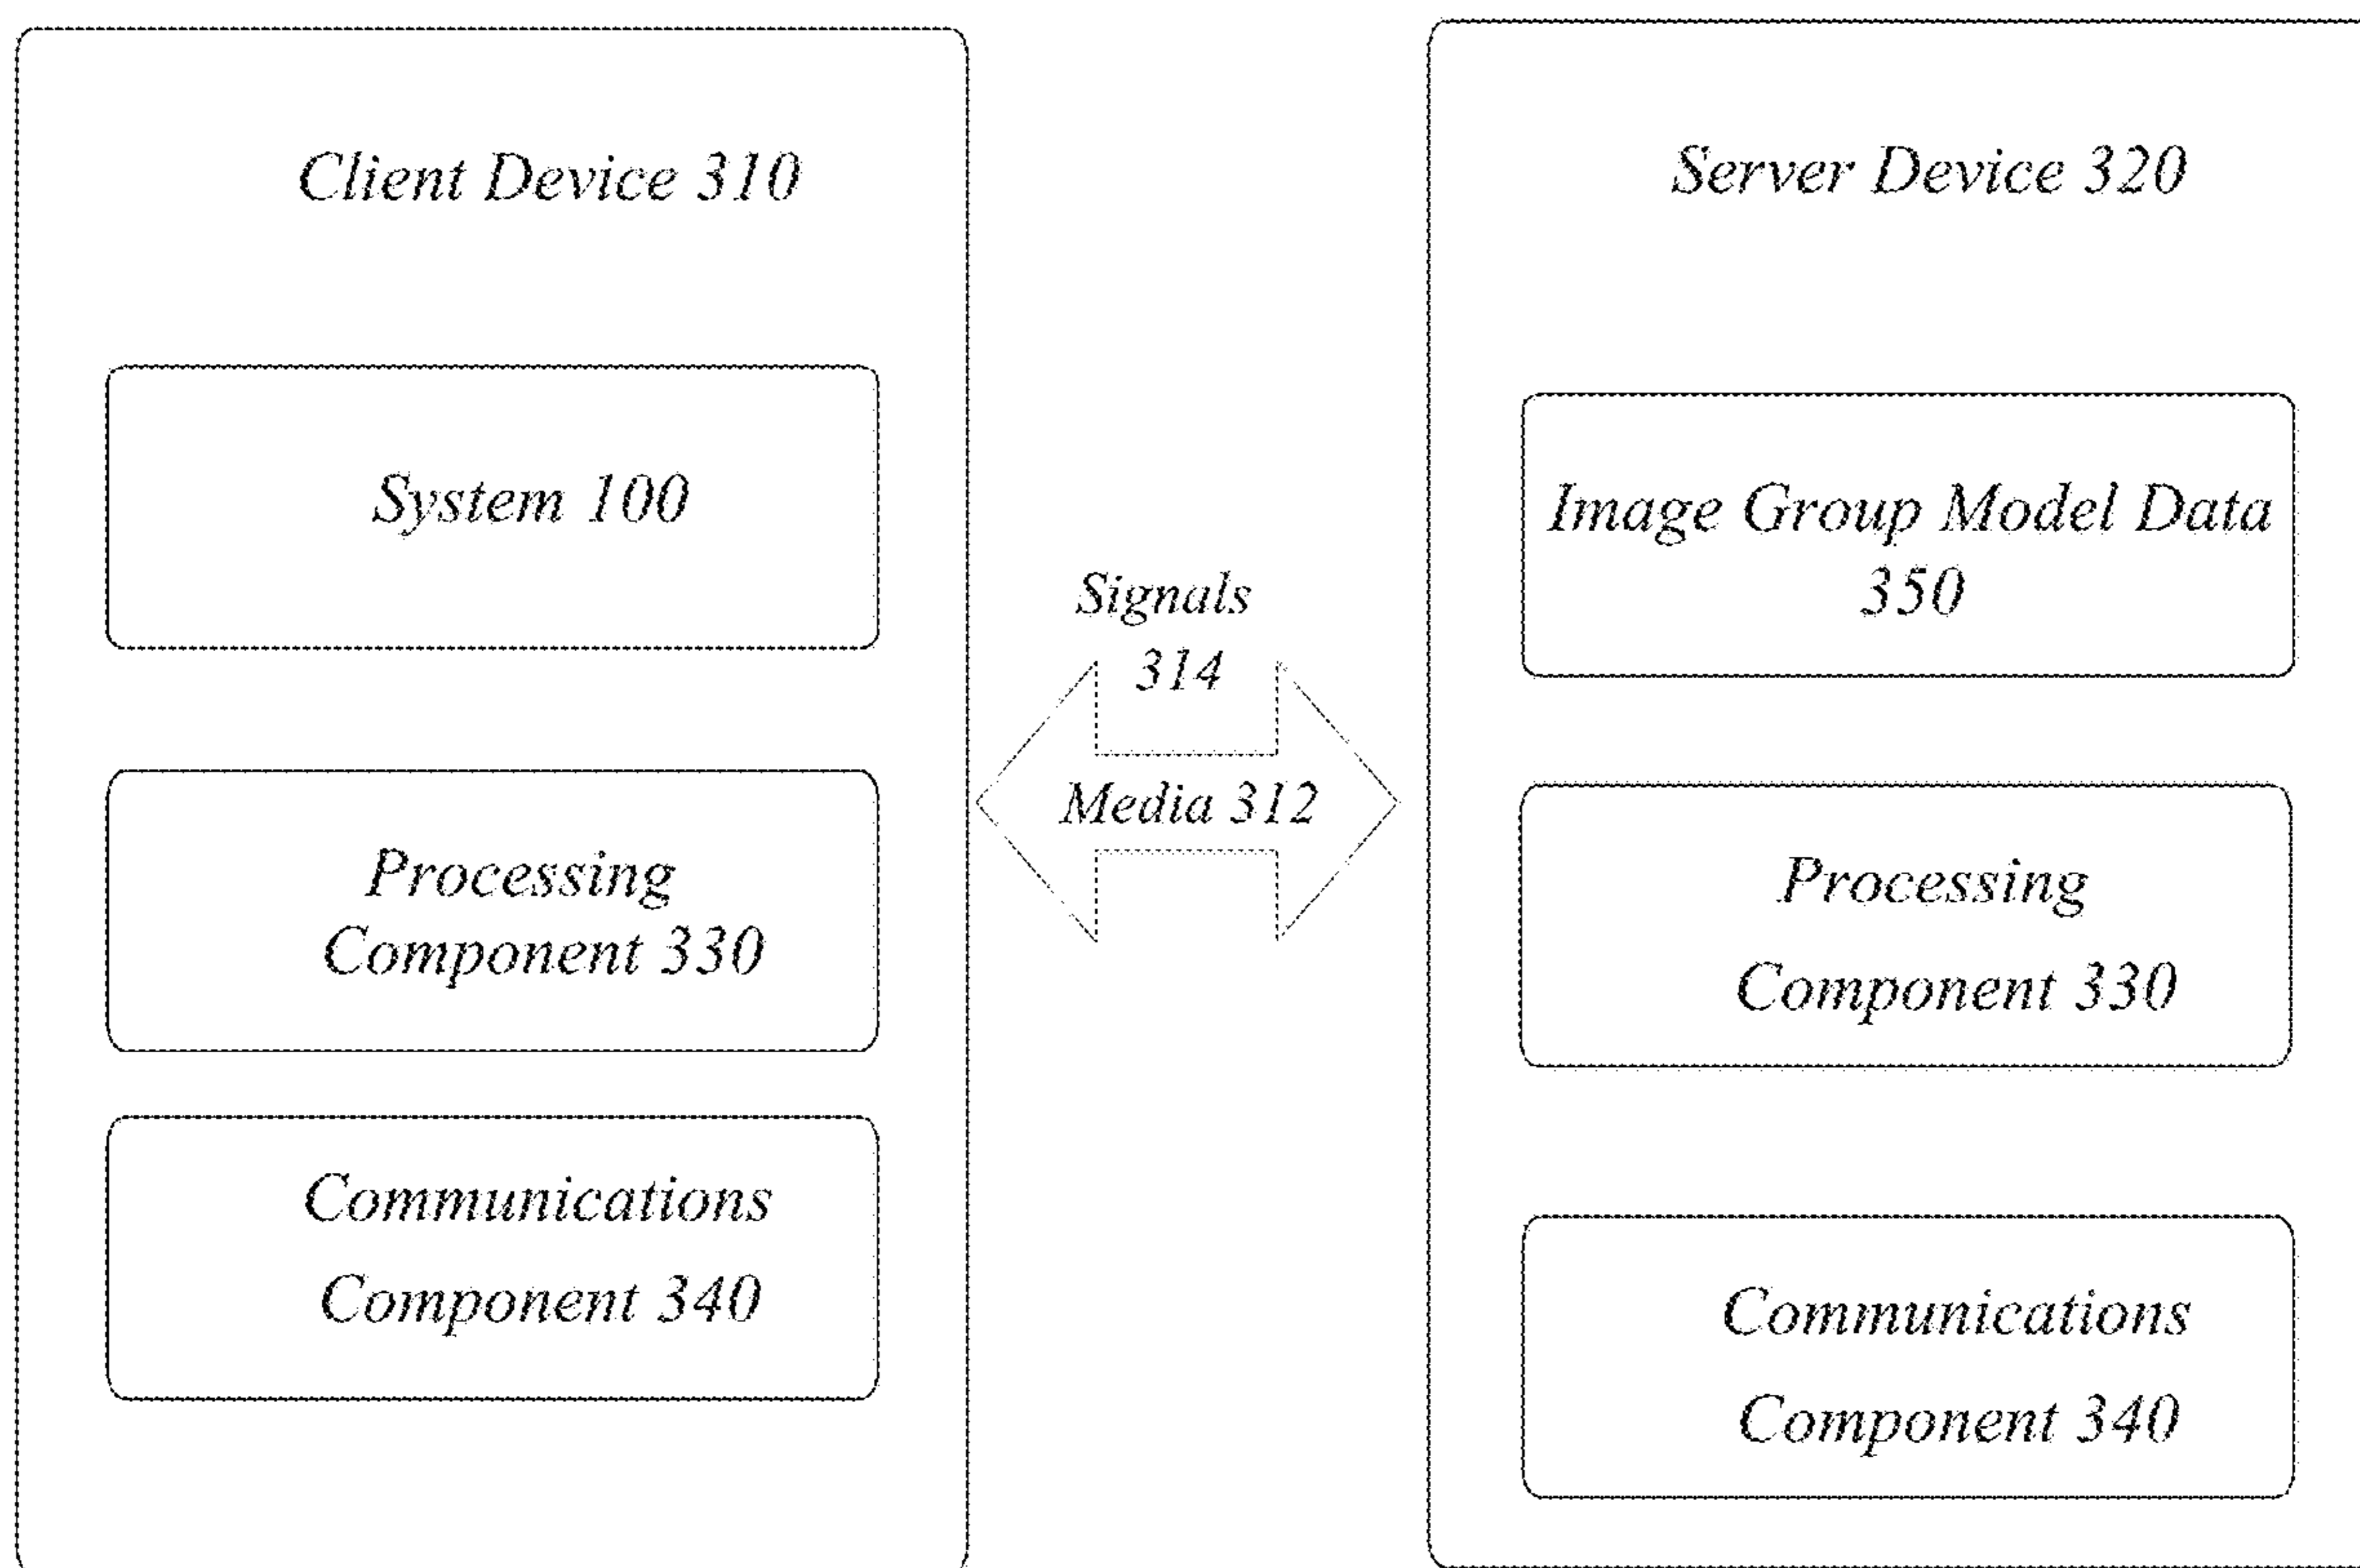 Client Device 310
System 100
Processing
Component 330
Communications
Component 340
Signals
314
Media 312
Server Device 320
Image Group Model Data
350
Processing
Component 330
Communications
Component 340